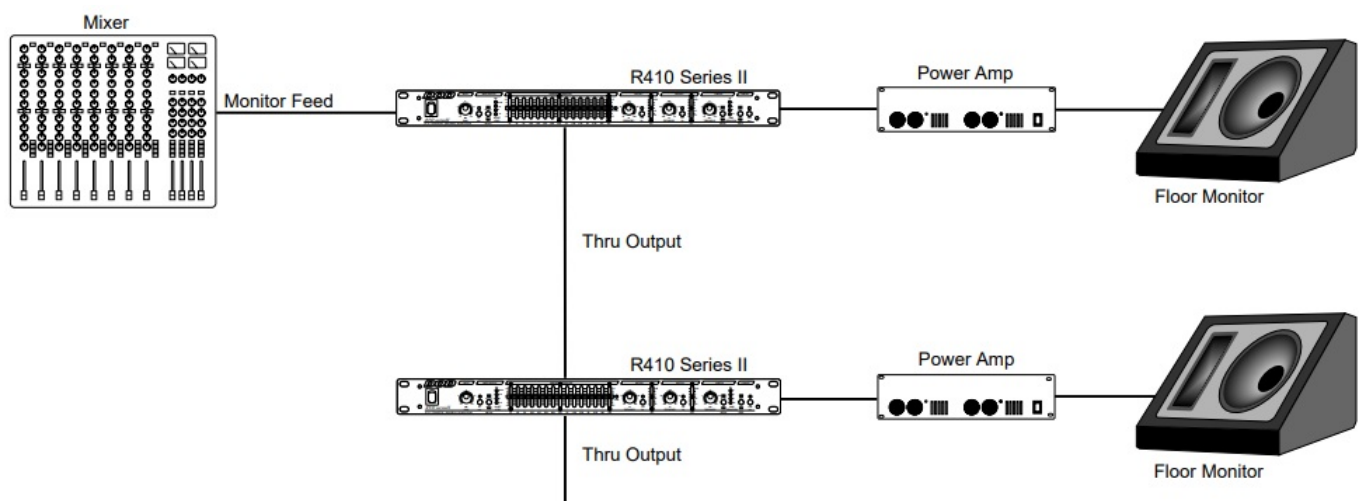 Mixer
R410 Series II
Power Amp
Monitor Feed
Floor Monitor
Thru Output
R410 Series II
Power Amp
Thru Output
Floor Monitor